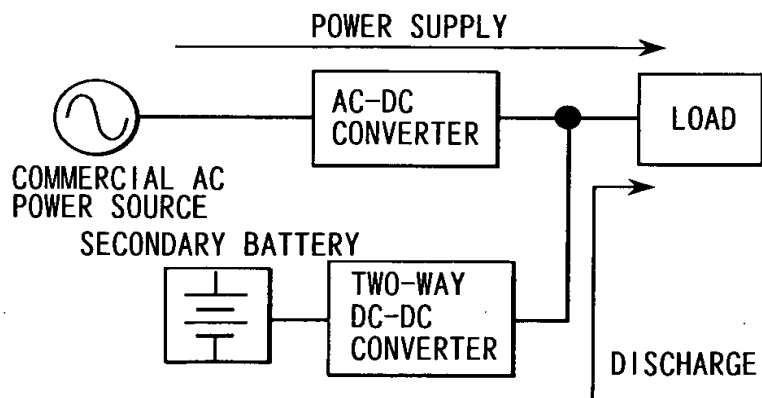 POWER SUPPLY
AC-DC
CONVERTER
LOAD
COMMERCIAL AC
POWER SOURCE
SECONDARY BATTERY
TWO-WAY
DC-DC
CONVERTER
DISCHARGE